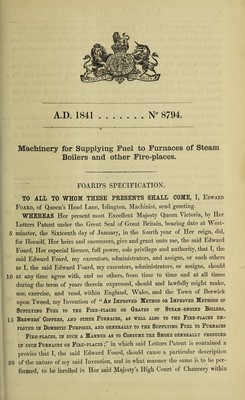 A.D. 1841 . . . . . . . Nº 8794.
Machinery for Supplying Fuel to Furnaces of Steam
Boilers and other Fire-places.
FOARD'S SPECIFICATION.
TO ALL TO WHOM THESE PRESENTS SHALL COME, I, EDWARD
FOARD, of Queen's Head Lane, Islington, Machinist, send greeting.
WHEREAS Her present most Excellent Majesty Queen Victoria, by Her
Letters Patent under the Great Seal of Great Britain, bearing date at West-
5 minster, the Sixteenth day of January, in the fourth year of Her reign, did,
for Herself, Her heirs and successors, give and grant unto me, the said Edward
Foard, Her especial licence, full power, sole privilege and authority, that I, the
said Edward Foard, my executors, administrators, and assigns, or such others
as I, the said Edward Foard, my executors, administrators, or assigns, should
10 at any time agree with, and no others, from time to time and at all times
during the term of years therein expressed, should and lawfully might make,
use, exercise, and vend, within England, Wales, and the Town of Berwick
upon Tweed, my Invention of "AN IMPROVED METHOD OR IMPROVED METHODS OF
SUPPLYING FUEL TO THE FIRE-PLACES OR GRATES OF STEAM-ENGINE BOILERS,
15 BREWERS' COPPERS, AND OTHER FURNACES, AS WELL ALSO TO THE FIRE-PLACES EM-
PLOYED IN DOMESTIC PURPOSES, AND GENERALLY TO THE SUPPLYING FUEL TO FURNACES
FIRE-PLACES, IN SUCH A MANNER AS TO CONSUME THE SMOKE GENERALLY PRODUCED
IN SUCH FURNACES OR FIRE-PLACES;" in which said Letters Patent is contained a
proviso that I, the said Edward Foard, should cause a particular description
20 of the nature of my said Invention, and in what manner the same is to be per-
formed, to be inrolled in Her said Majesty's High Court of Chancery within